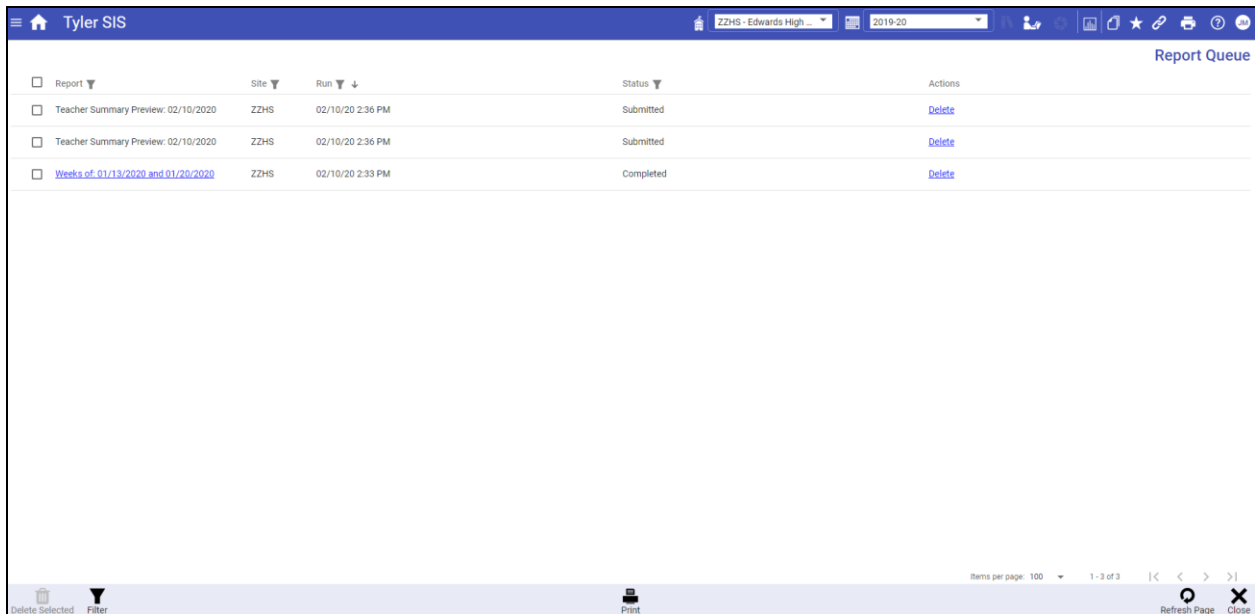 Tyler SIS ZZHS - Edwards High ... 2019-20 JM
Report Queue
Report Site Run Status Actions
Teacher Summary Preview: 02/10/2020 ZZHS 02/10/20 2:36 PM Submitted Delete
Teacher Summary Preview: 02/10/2020 ZZHS 02/10/20 2:36 PM Submitted Delete
Weeks of: 01/13/2020 and 01/20/2020 ZZHS 02/10/20 2:33 PM Completed Delete
Items per page: 100 1 - 3 of 3
Delete Selected Filter Print Refresh Page Close